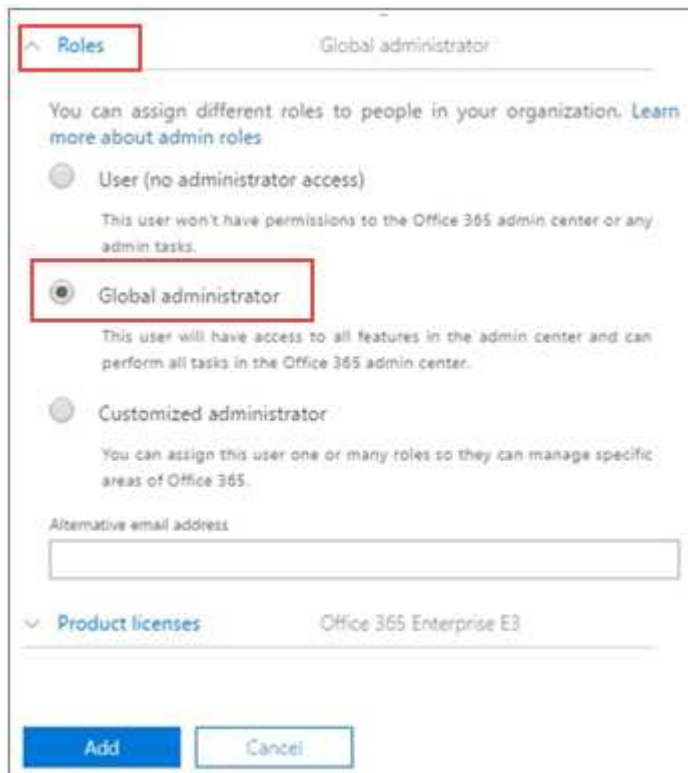 Roles Global administrator
You can assign different roles to people in your organization. Learn
more about admin roles
User (no administrator access)
This user won't have permissions to the Office 365 admin center or any
admin tasks.
Global administrator
This user will have access to all features in the admin center and can
perform all tasks in the Office 365 admin center.
Customized administrator
You can assign this user one or many roles so they can manage specific
areas of Office 365.
Alternative email address
Product licenses Office 365 Enterprise E3
Add Cancel